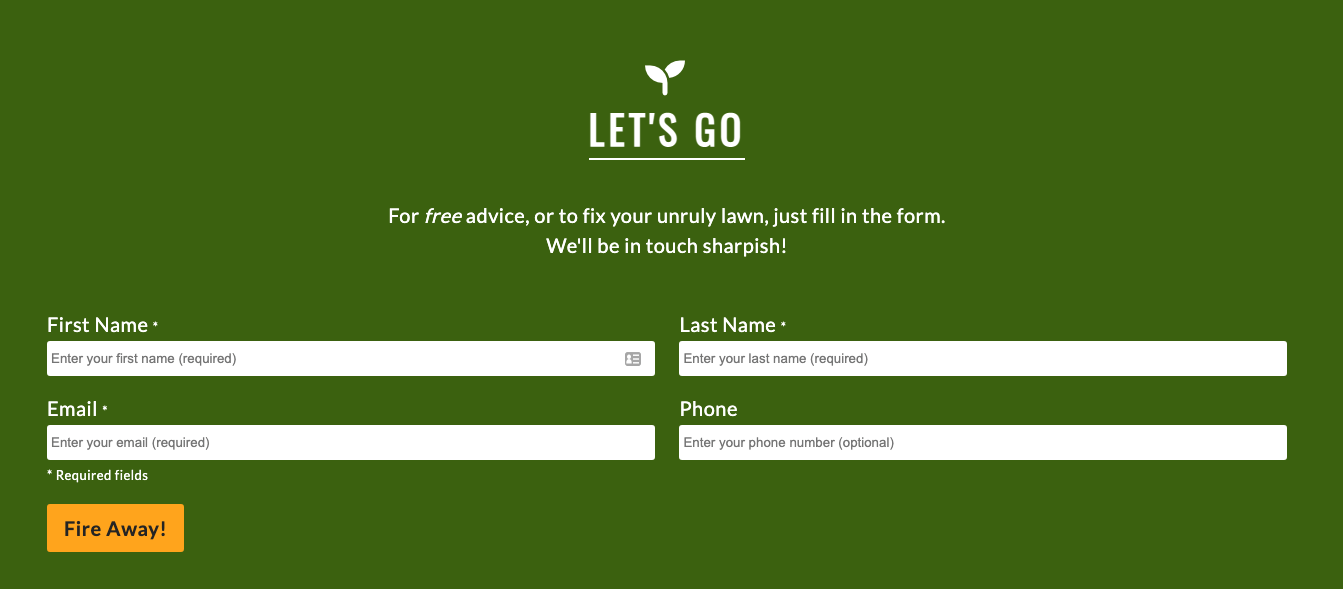 LET'S GO
For free advice, or to fix your unruly lawn, just fill in the form.
We'll be in touch sharpish!
First Name *
Last Name *
Enter your first name (required)
Enter your last name (required)
Email *
Phone
Enter your email (required)
Enter your phone number (optional)
* Required fields
Fire Away!